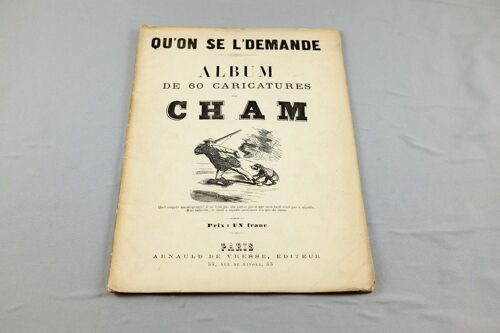 QU'ON SE L'DEMANDE
ALBUM
DE 60 CARICATURES
PAR
CHAM
Prix : UN franc
PARIS
ARNAULD DE VRESSE, ÉDITEUR
55, RUE DE RIVOLI, 55